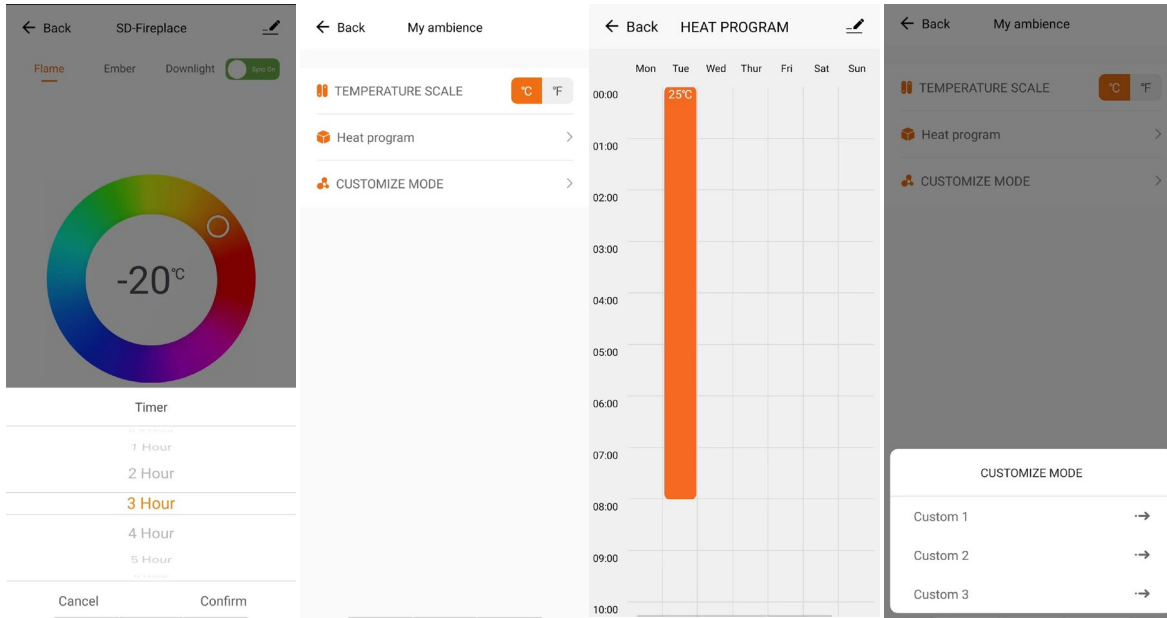 Back SD-Fireplace
Flame Ember Downlight Sync On
-20°C
Timer
1 Hour
2 Hour
3 Hour
4 Hour
5 Hour
Cancel Confirm
Back My ambience
TEMPERATURE SCALE °C °F
Heat program
CUSTOMIZE MODE
Back HEAT PROGRAM
Mon Tue Wed Thur Fri Sat Sun
00:00 25°C
01:00
02:00
03:00
04:00
05:00
06:00
07:00
08:00
09:00
10:00
Back My ambience
TEMPERATURE SCALE °C °F
Heat program
CUSTOMIZE MODE
CUSTOMIZE MODE
Custom 1
Custom 2
Custom 3